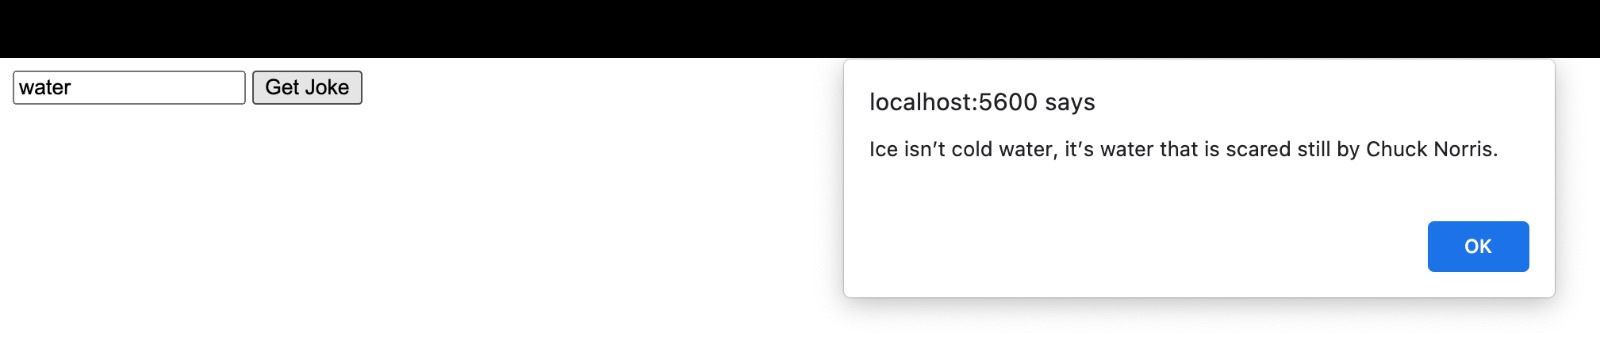 water
Get Joke
localhost:5600 says
Ice isn’t cold water, it’s water that is scared still by Chuck Norris.
OK